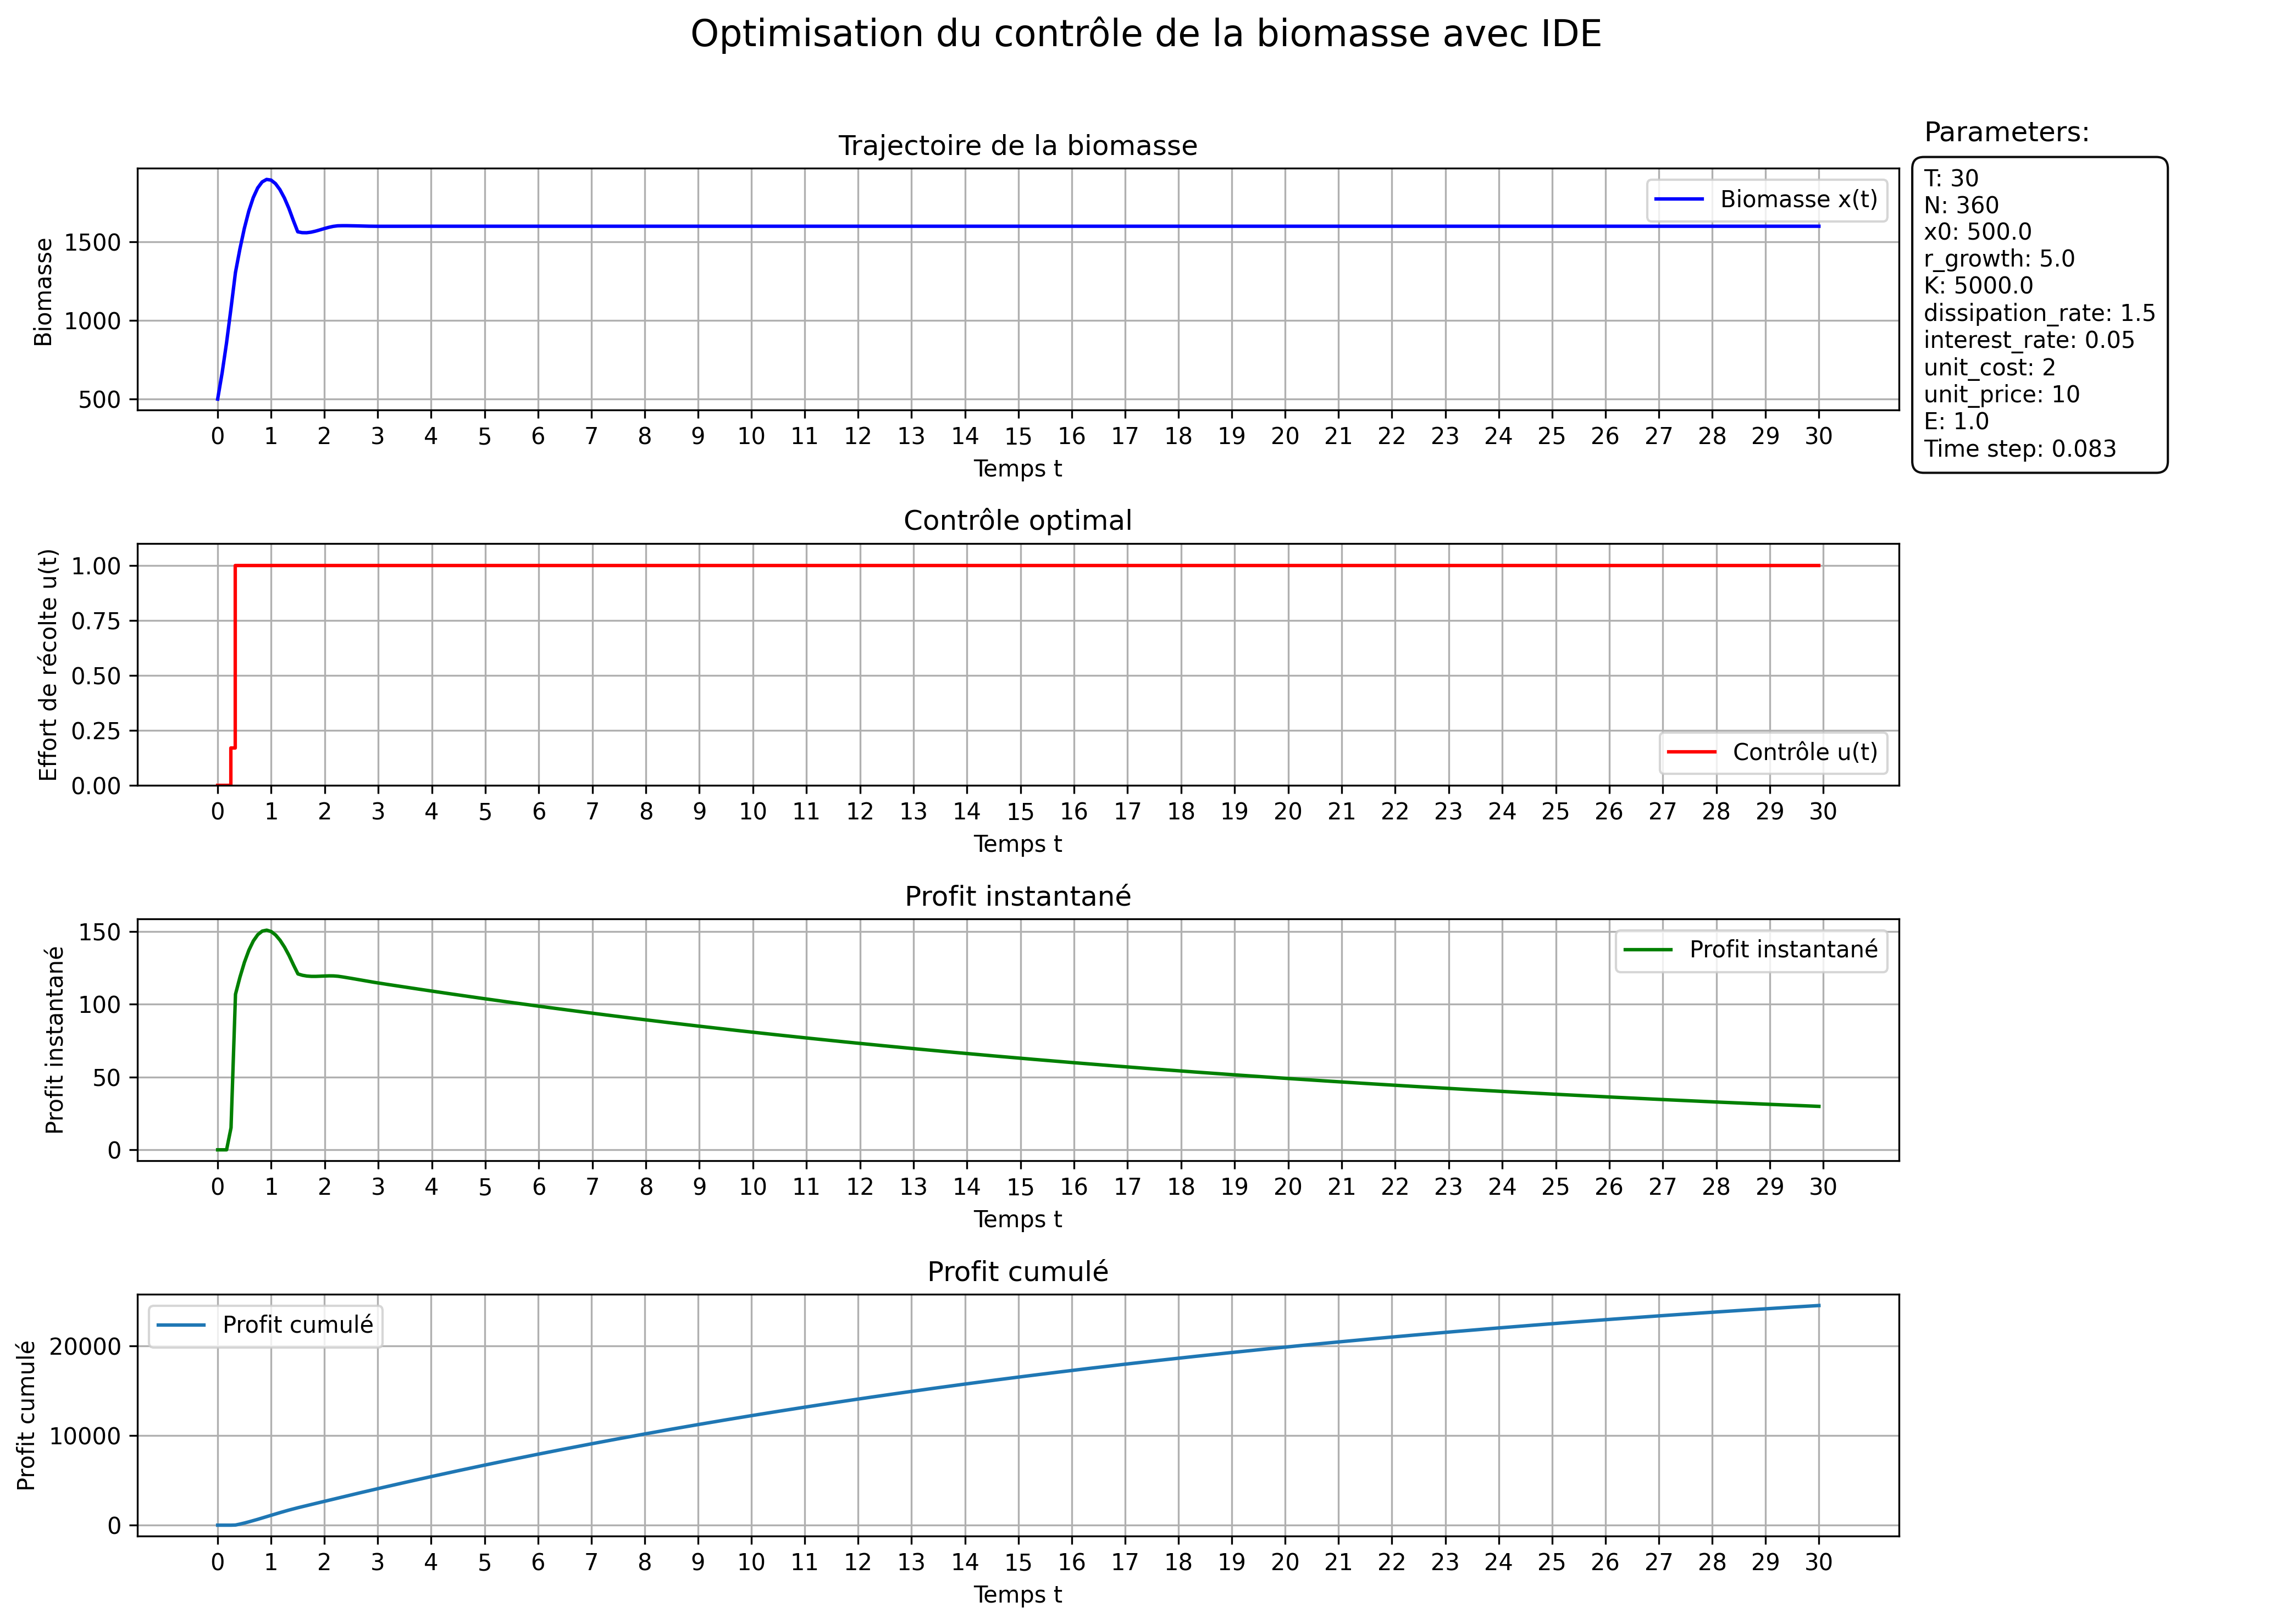 Optimisation du contrôle de la biomasse avec IDE
Trajectoire de la biomasse
Biomasse
1500
1000
500
Biomasse x(t)
0 1 2 3 4 5 6 7 8 9 10 11 12 13 14 15 16 17 18 19 20 21 22 23 24 25 26 27 28 29 30
Temps t
Parameters:
T: 30
N: 360
x0: 500.0
r_growth: 5.0
K: 5000.0
dissipation_rate: 1.5
interest_rate: 0.05
unit_cost: 2
unit_price: 10
E: 1.0
Time step: 0.083
Contrôle optimal
Effort de récolte u(t)
1.00
0.75
0.50
0.25
0.00
Contrôle u(t)
0 1 2 3 4 5 6 7 8 9 10 11 12 13 14 15 16 17 18 19 20 21 22 23 24 25 26 27 28 29 30
Temps t
Profit instantané
Profit instantané
150
100
50
0
Profit instantané
0 1 2 3 4 5 6 7 8 9 10 11 12 13 14 15 16 17 18 19 20 21 22 23 24 25 26 27 28 29 30
Temps t
Profit cumulé
Profit cumulé
20000
10000
0
Profit cumulé
0 1 2 3 4 5 6 7 8 9 10 11 12 13 14 15 16 17 18 19 20 21 22 23 24 25 26 27 28 29 30
Temps t